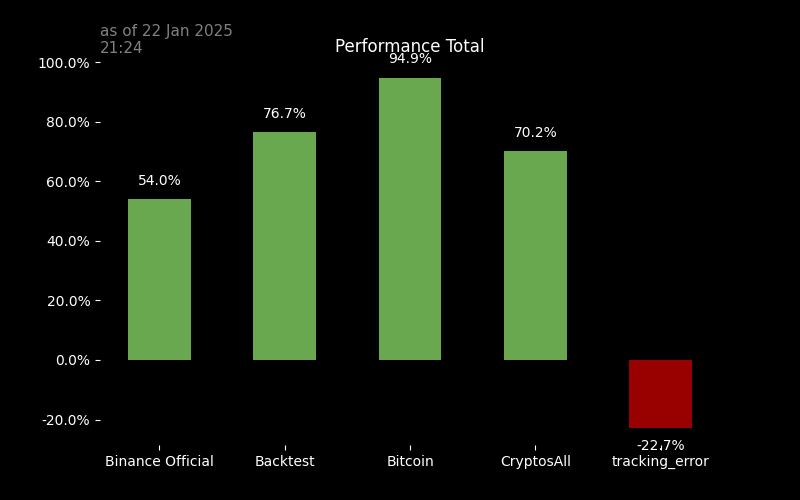 as of 22 Jan 2025
21:24
Performance Total
100.0%
80.0%
60.0%
40.0%
20.0%
0.0%
-20.0%
54.0%
76.7%
94.9%
70.2%
-22.7%
Binance Official
Backtest
Bitcoin
CryptosAll
tracking_error